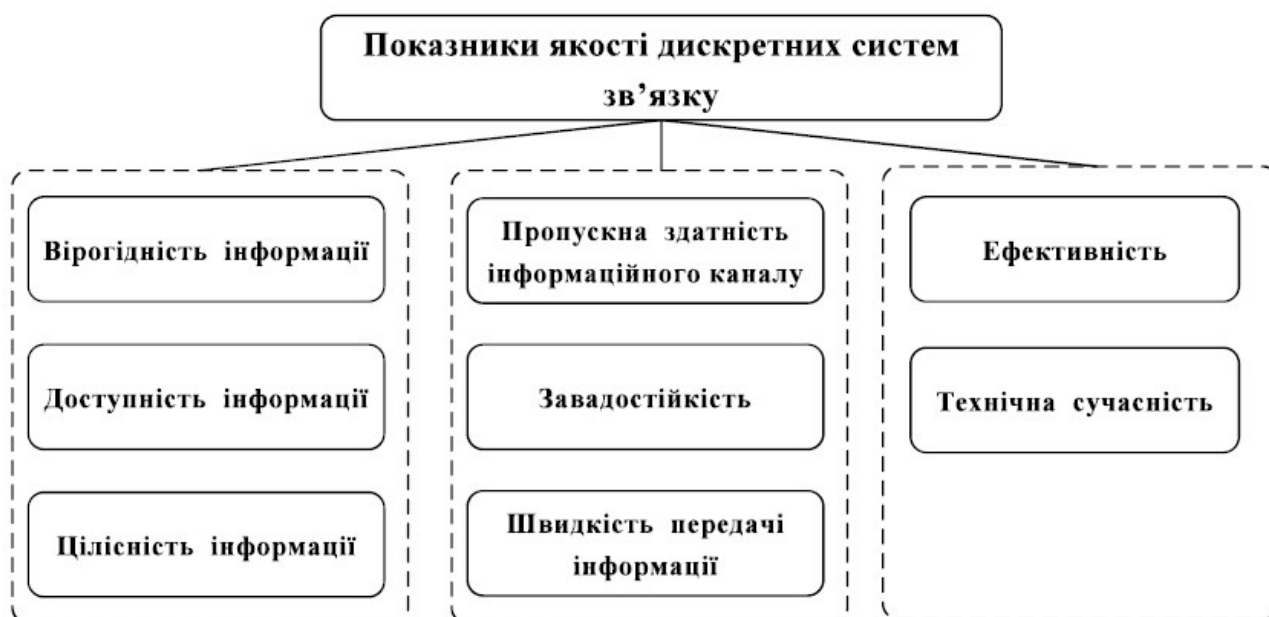 Показники якості дискретних систем
зв’язку
Вірогідність інформації
Доступність інформації
Цілісність інформації
Пропускна здатність
інформаційного каналу
Завадостійкість
Швидкість передачі
інформації
Ефективність
Технічна сучасність